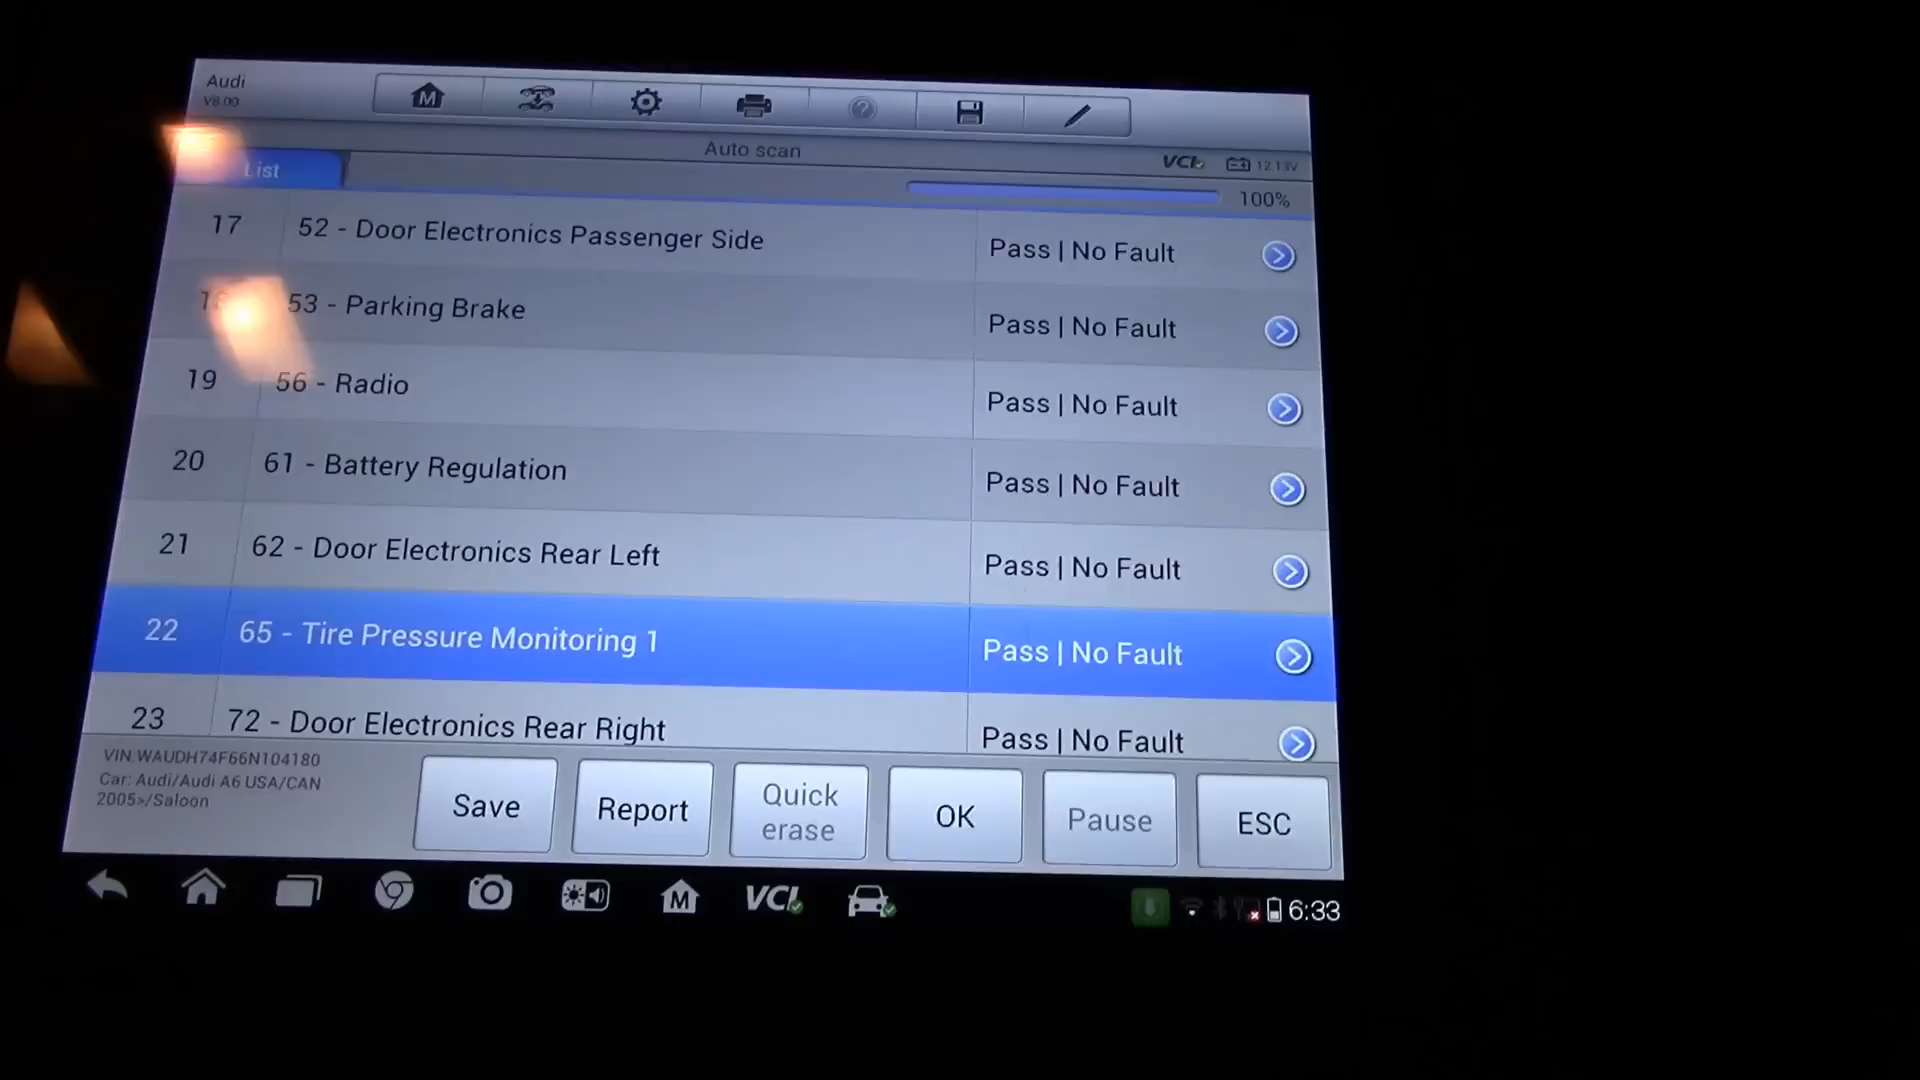 Audi
V8.00
M
?
Auto scan
VCI
12.13V
List
100%
17 52 - Door Electronics Passenger Side Pass | No Fault
18 53 - Parking Brake Pass | No Fault
19 56 - Radio Pass | No Fault
20 61 - Battery Regulation Pass | No Fault
21 62 - Door Electronics Rear Left Pass | No Fault
22 65 - Tire Pressure Monitoring 1 Pass | No Fault
23 72 - Door Electronics Rear Right Pass | No Fault
VIN:WAUDH74F66N104180
Car: Audi/Audi A6 USA/CAN
2005>/Saloon
Save
Report
Quick
erase
OK
Pause
ESC
M
VCI
6:33